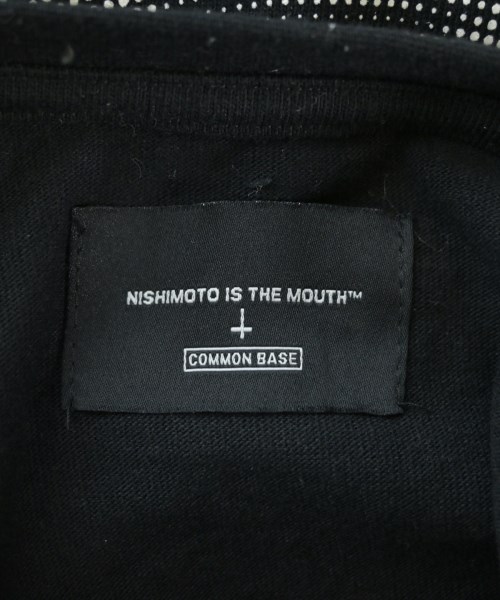 NISHIMOTO IS THE MOUTH™
COMMON BASE